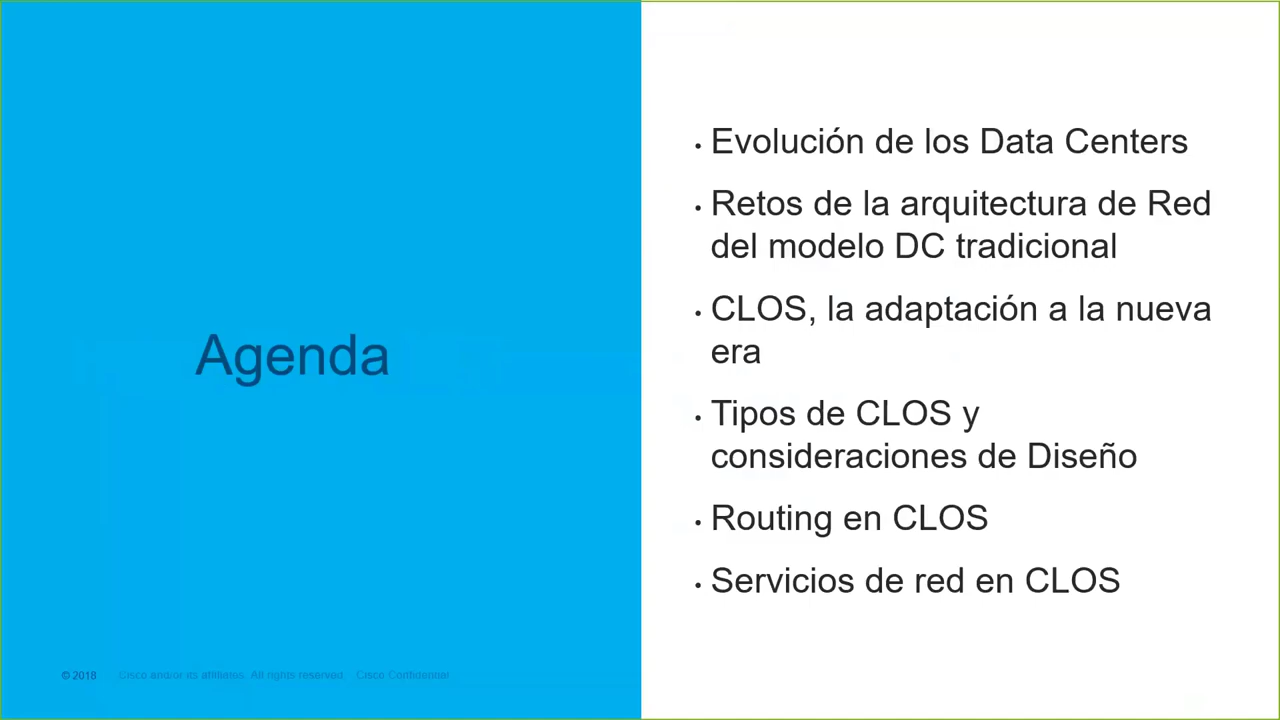 Agenda
• Evolución de los Data Centers
• Retos de la arquitectura de Red
del modelo DC tradicional
• CLOS, la adaptación a la nueva
era
• Tipos de CLOS y
consideraciones de Diseño
• Routing en CLOS
• Servicios de red en CLOS
© 2018 Cisco and/or its affiliates. All rights reserved. Cisco Confidential